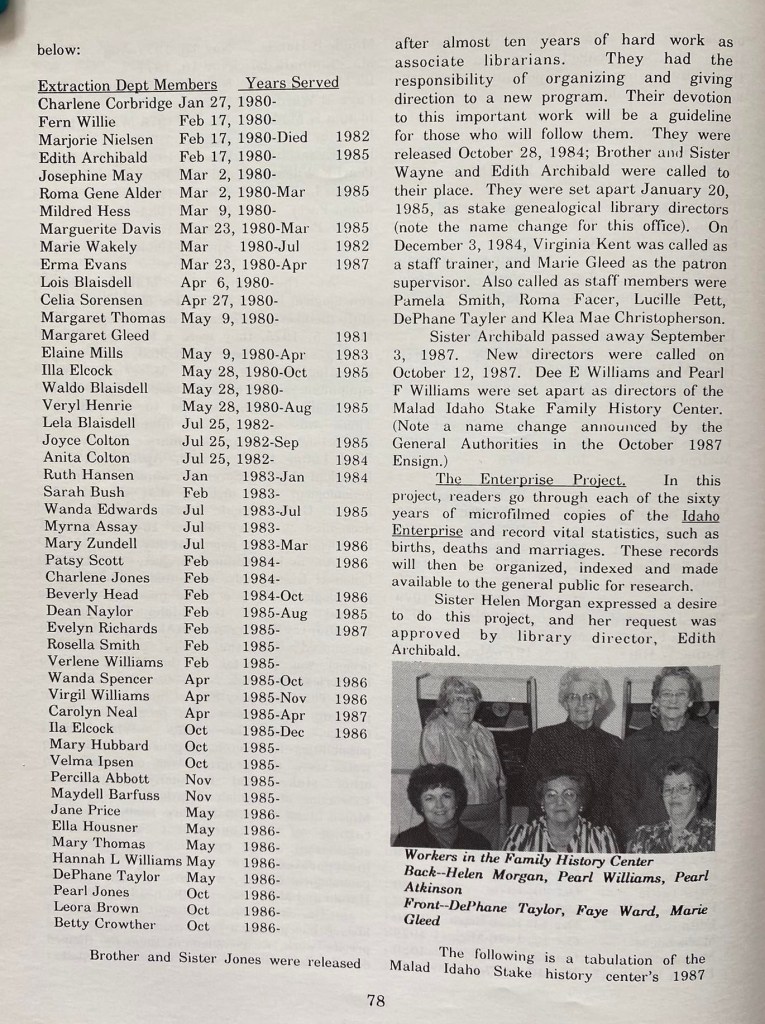 below:
Extraction Dept Members Years Served
Charlene Corbridge Jan 27, 1980-
Fern Willie Feb 17, 1980-
Marjorie Nielsen Feb 17, 1980-Died 1982
Edith Archibald Feb 17, 1980- 1985
Josephine May Mar 2, 1980-
Roma Gene Alder Mar 2, 1980-Mar 1985
Mildred Hess Mar 9, 1980-
Marguerite Davis Mar 23, 1980-Mar 1985
Marie Wakely Mar 1980-Jul 1982
Erma Evans Mar 23, 1980-Apr 1987
Lois Blaisdell Apr 6, 1980-
Celia Sorensen Apr 27, 1980-
Margaret Thomas May 9, 1980-
Margaret Gleed 1981
Elaine Mills May 9, 1980-Apr 1983
Illa Elcock May 28, 1980-Oct 1985
Waldo Blaisdell May 28, 1980-
Veryl Henrie May 28, 1980-Aug 1985
Lela Blaisdell Jul 25, 1982-
Joyce Colton Jul 25, 1982-Sep 1985
Anita Colton Jul 25, 1982- 1984
Ruth Hansen Jan 1983-Jan 1984
Sarah Bush Feb 1983-
Wanda Edwards Jul 1983-Jul 1985
Myrna Assay Jul 1983-
Mary Zundell Jul 1983-Mar 1986
Patsy Scott Feb 1984- 1986
Charlene Jones Feb 1984-
Beverly Head Feb 1984-Oct 1986
Dean Naylor Feb 1985-Aug 1985
Evelyn Richards Feb 1985- 1987
Rosella Smith Feb 1985-
Verlene Williams Feb 1985-
Wanda Spencer Apr 1985-Oct 1986
Virgil Williams Apr 1985-Nov 1986
Carolyn Neal Apr 1985-Apr 1987
Ila Elcock Oct 1985-Dec 1986
Mary Hubbard Oct 1985-
Velma Ipsen Oct 1985-
Percilla Abbott Nov 1985-
Maydell Barfuss Nov 1985-
Jane Price May 1986-
Ella Housner May 1986-
Mary Thomas May 1986-
Hannah L Williams May 1986-
DePhane Taylor May 1986-
Pearl Jones Oct 1986-
Leora Brown Oct 1986-
Betty Crowther Oct 1986-
Brother and Sister Jones were released
after almost ten years of hard work as
associate librarians. They had the
responsibility of organizing and giving
direction to a new program. Their devotion
to this important work will be a guideline
for those who will follow them. They were
released October 28, 1984; Brother and Sister
Wayne and Edith Archibald were called to
their place. They were set apart January 20,
1985, as stake genealogical library directors
(note the name change for this office). On
December 3, 1984, Virginia Kent was called as
a staff trainer, and Marie Gleed as the patron
supervisor. Also called as staff members were
Pamela Smith, Roma Facer, Lucille Pett,
DePhane Tayler and Klea Mae Christopherson.
Sister Archibald passed away September
3, 1987. New directors were called on
October 12, 1987. Dee E Williams and Pearl
F Williams were set apart as directors of the
Malad Idaho Stake Family History Center.
(Note a name change announced by the
General Authorities in the October 1987
Ensign.)
The Enterprise Project. In this
project, readers go through each of the sixty
years of microfilmed copies of the Idaho
Enterprise and record vital statistics, such as
births, deaths and marriages. These records
will then be organized, indexed and made
available to the general public for research.
Sister Helen Morgan expressed a desire
to do this project, and her request was
approved by library director, Edith
Archibald.
Workers in the Family History Center
Back--Helen Morgan, Pearl Williams, Pearl
Atkinson
Front--DePhane Taylor, Faye Ward, Marie
Gleed
The following is a tabulation of the
Malad Idaho Stake history center's 1987
78